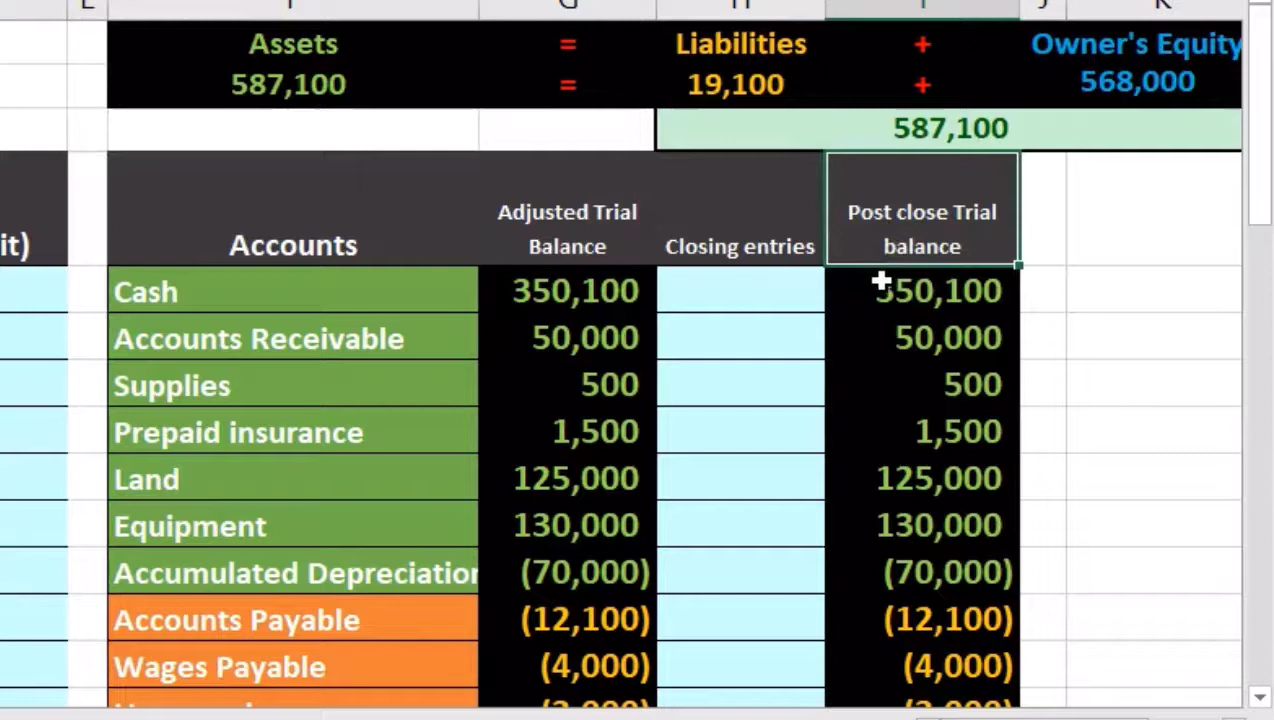 F G H I J K
Assets = Liabilities + Owner's Equity
587,100 = 19,100 + 568,000
587,100
it) Accounts Adjusted Trial Balance Closing entries Post close Trial balance
Cash 350,100 350,100
Accounts Receivable 50,000 50,000
Supplies 500 500
Prepaid insurance 1,500 1,500
Land 125,000 125,000
Equipment 130,000 130,000
Accumulated Depreciation (70,000) (70,000)
Accounts Payable (12,100) (12,100)
Wages Payable (4,000) (4,000)